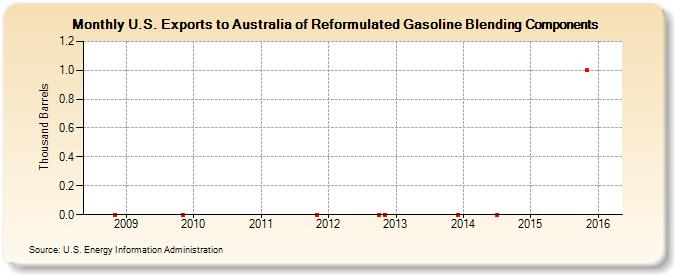 Monthly U.S. Exports to Australia of Reformulated Gasoline Blending Components
Thousand Barrels
1.2
1.0
0.8
0.6
0.4
0.2
0.0
2009 2010 2011 2012 2013 2014 2015 2016
Source: U.S. Energy Information Administration